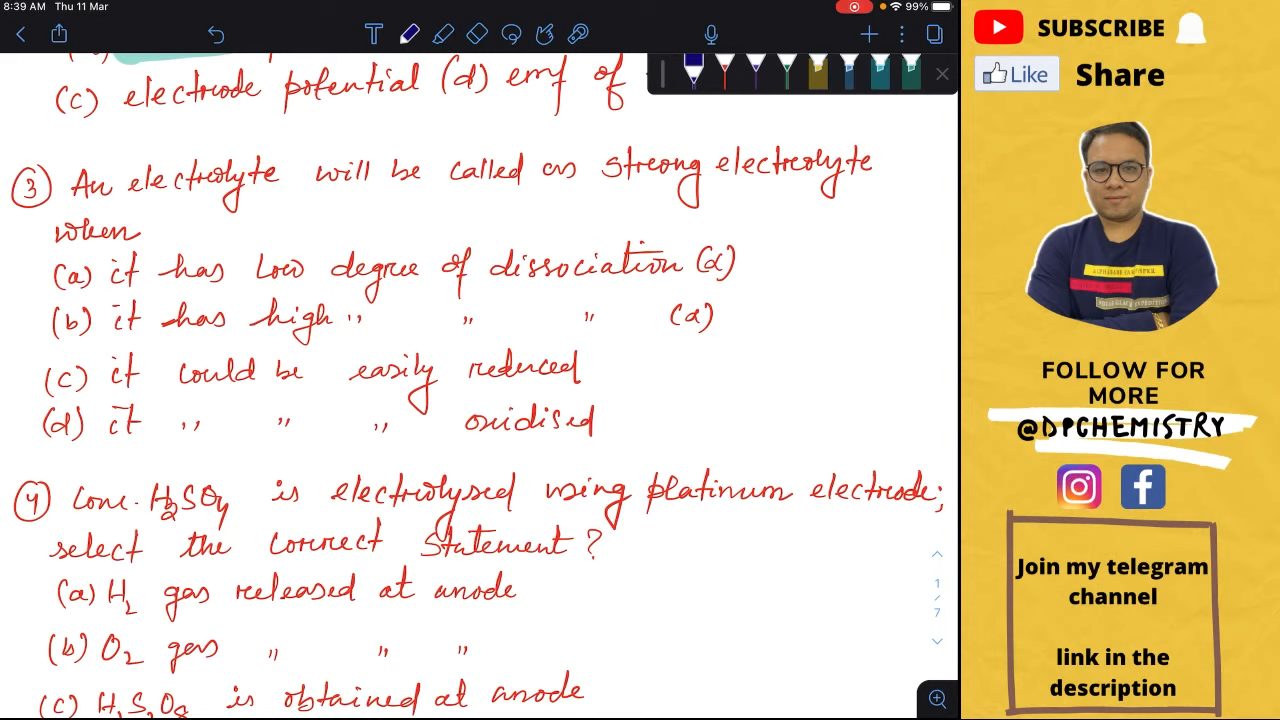 8:39 AM Thu 11 Mar
99%
(c) electrode potential (d) emf of
(3) An electrolyte will be called as strong electrolyte
when
(a) it has Low degree of dissociation (α)
(b) it has high " " " (α)
(c) it could be easily reduced
(d) it " " " oxidised
(4) Conc. H₂SO₄ is electrolysed using platinum electrode;
select the correct statement?
(a) H₂ gas released at anode
(b) O₂ gas " " "
(c) H₂S₂O₈ is obtained at anode
1
/
7
SUBSCRIBE
Like Share
FOLLOW FOR
MORE
@DPCHEMISTRY
Join my telegram
channel
link in the
description